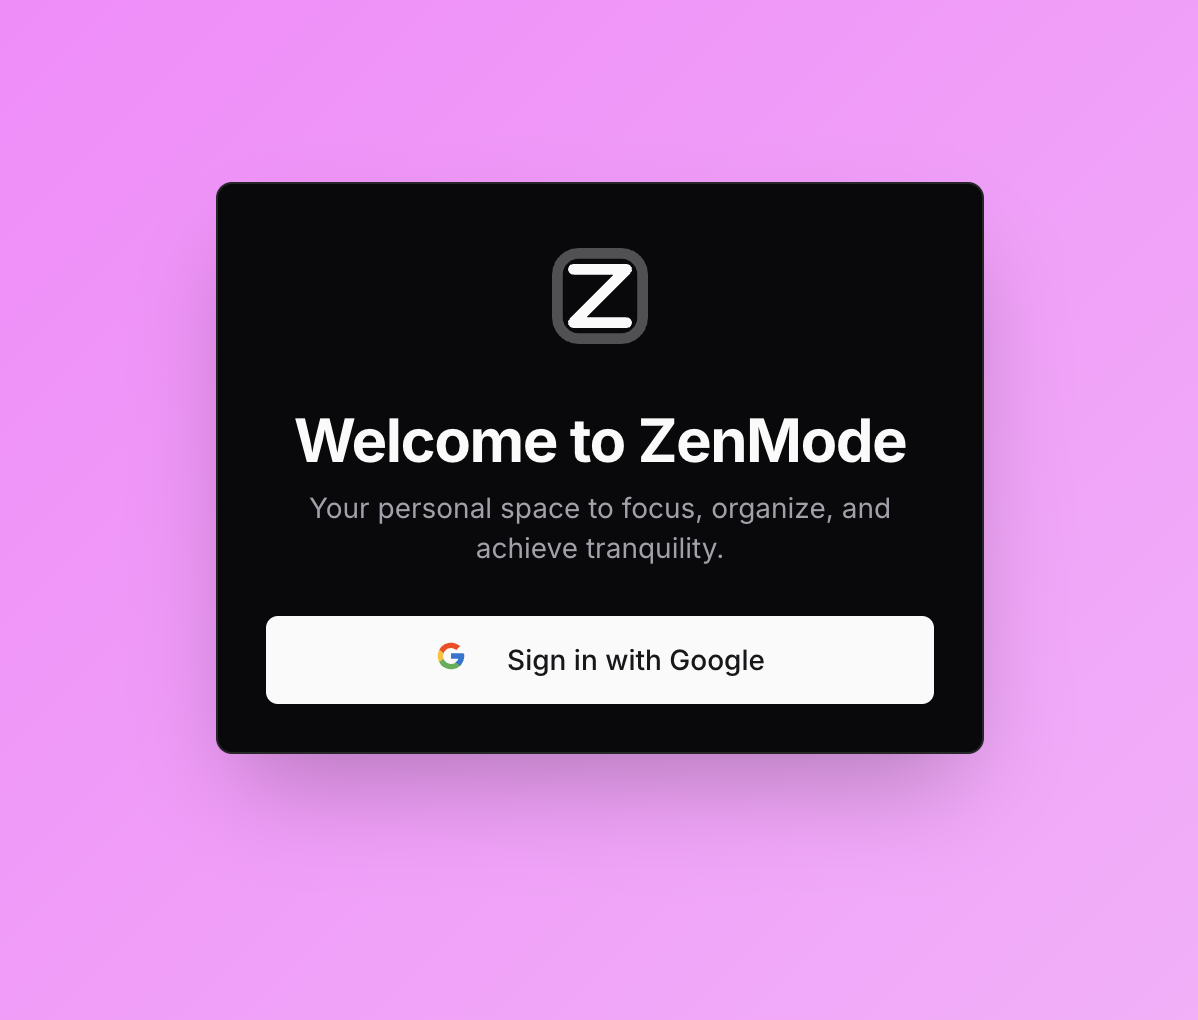 Z
Welcome to ZenMode
Your personal space to focus, organize, and
achieve tranquility.
Sign in with Google